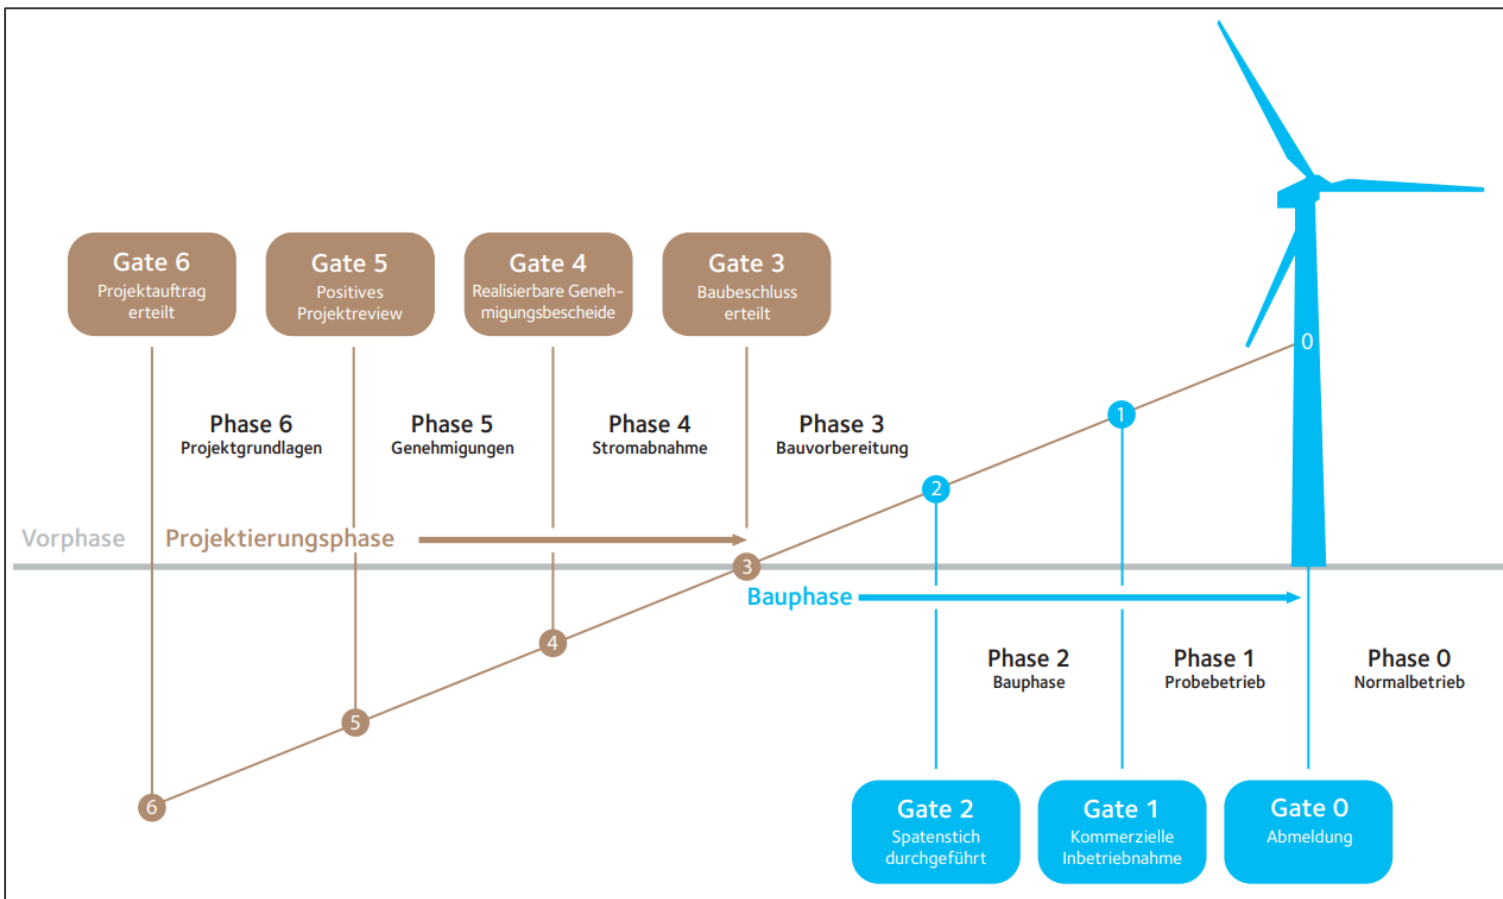 Gate 6
Projektauftrag
erteilt
Gate 5
Positives
Projektreview
Gate 4
Realisierbare Geneh-
migungsbescheide
Gate 3
Baubeschluss
erteilt
0
1
Phase 6
Projektgrundlagen
Phase 5
Genehmigungen
Phase 4
Stromabnahme
Phase 3
Bauvorbereitung
2
Vorphase
Projektierungsphase
3
Bauphase
4
Phase 2
Bauphase
Phase 1
Probebetrieb
Phase 0
Normalbetrieb
5
6
Gate 2
Spatenstich
durchgeführt
Gate 1
Kommerzielle
Inbetriebnahme
Gate 0
Abmeldung